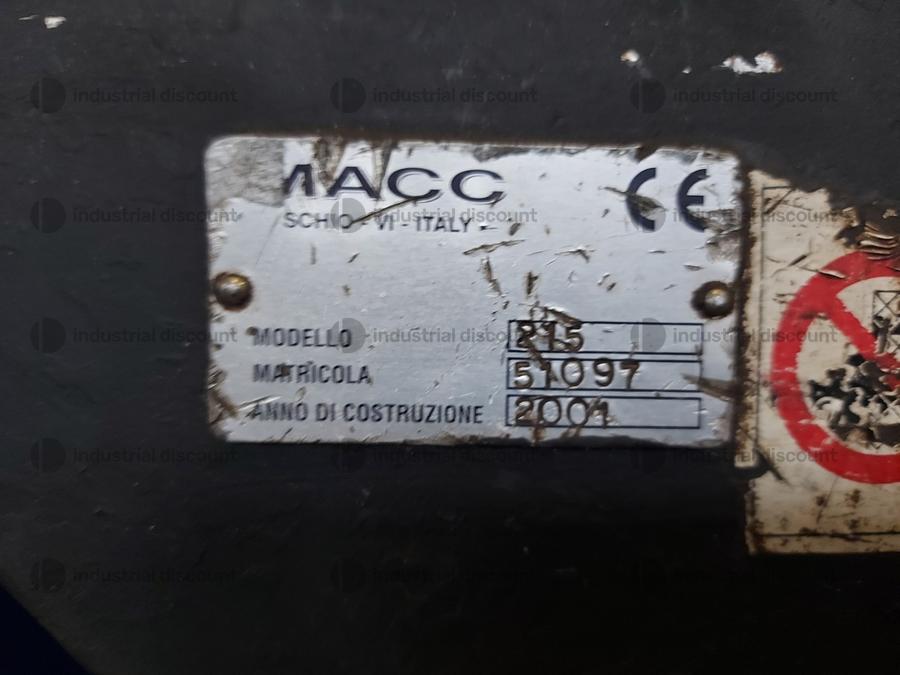 MACC
CE
SCHIO - VI - ITALY -
MODELLO 215
MATRICOLA 51097
ANNO DI COSTRUZIONE 2001
industrial discount